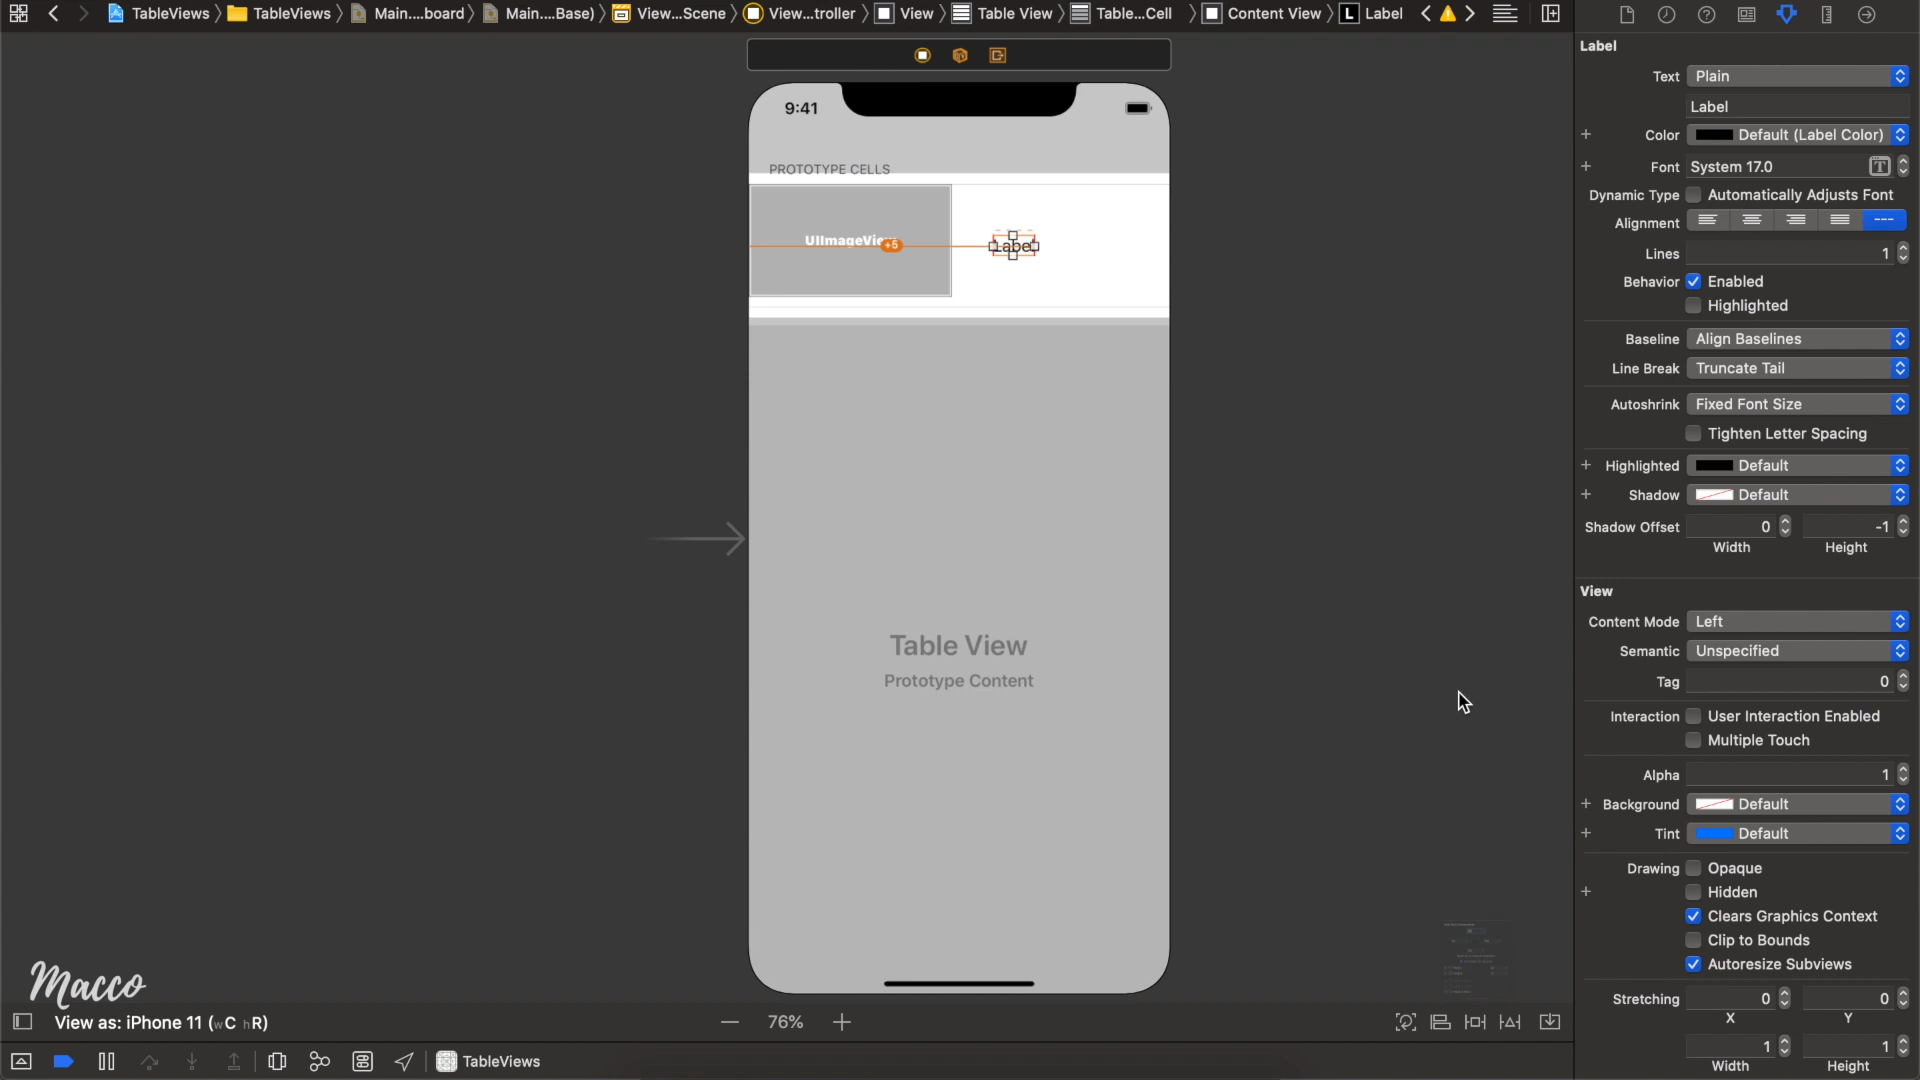 TableViews TableViews Main....board Main....Base) View...Scene View...troller View Table View Table...Cell Content View L Label
9:41
PROTOTYPE CELLS
UIImageView
+5
Label
Table View
Prototype Content
Macco
View as: iPhone 11 (wC hR)
76%
TableViews
Label
Text Plain
Label
Color Default (Label Color)
Font System 17.0 T
Dynamic Type Automatically Adjusts Font
Alignment
Lines 1
Behavior Enabled
Highlighted
Baseline Align Baselines
Line Break Truncate Tail
Autoshrink Fixed Font Size
Tighten Letter Spacing
Highlighted Default
Shadow Default
Shadow Offset 0 -1
Width Height
View
Content Mode Left
Semantic Unspecified
Tag 0
Interaction User Interaction Enabled
Multiple Touch
Alpha 1
Background Default
Tint Default
Drawing Opaque
Hidden
Clears Graphics Context
Clip to Bounds
Autoresize Subviews
Stretching 0 0
X Y
1 1
Width Height